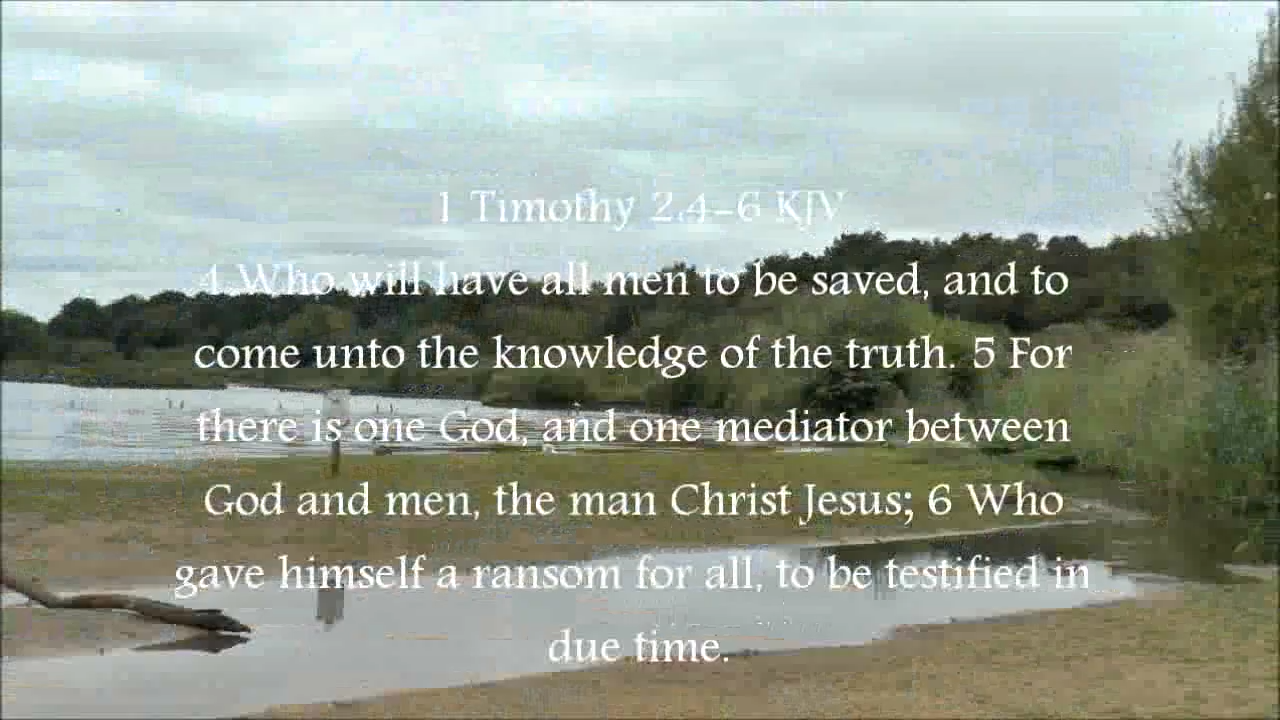 1 Timothy 2.4-6 KJV
4 Who will have all men to be saved, and to
come unto the knowledge of the truth. 5 For
there is one God, and one mediator between
God and men, the man Christ Jesus; 6 Who
gave himself a ransom for all, to be testified in
due time.